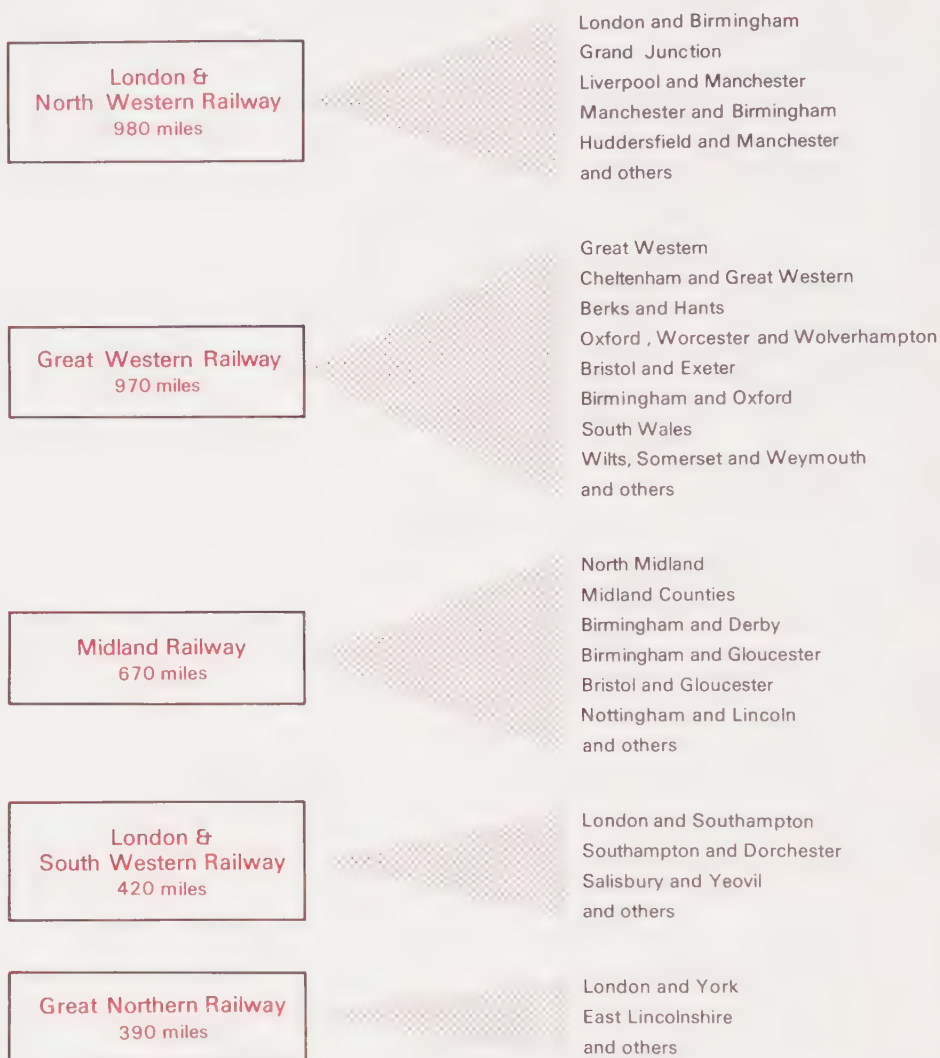 London &
North Western Railway
980 miles
London and Birmingham
Grand Junction
Liverpool and Manchester
Manchester and Birmingham
Huddersfield and Manchester
and others
Great Western Railway
970 miles
Great Western
Cheltenham and Great Western
Berks and Hants
Oxford , Worcester and Wolverhampton
Bristol and Exeter
Birmingham and Oxford
South Wales
Wilts, Somerset and Weymouth
and others
Midland Railway
670 miles
North Midland
Midland Counties
Birmingham and Derby
Birmingham and Gloucester
Bristol and Gloucester
Nottingham and Lincoln
and others
London &
South Western Railway
420 miles
London and Southampton
Southampton and Dorchester
Salisbury and Yeovil
and others
Great Northern Railway
390 miles
London and York
East Lincolnshire
and others